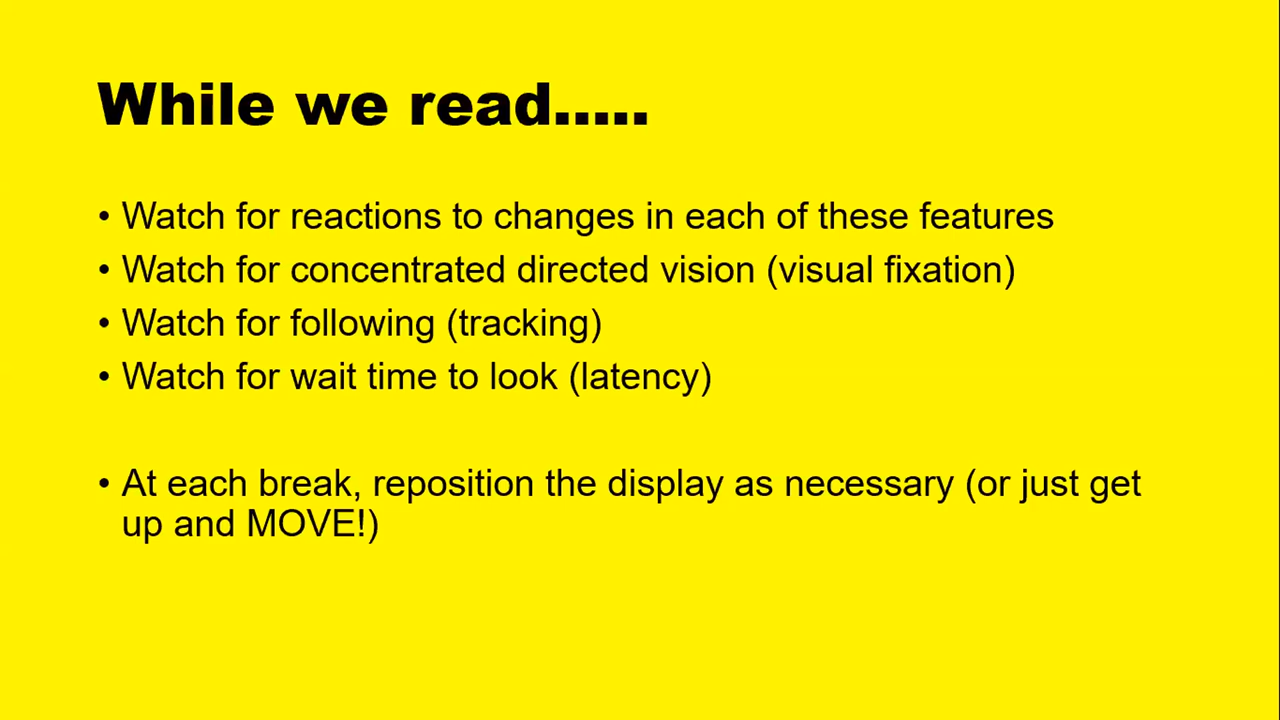 While we read.....
• Watch for reactions to changes in each of these features
• Watch for concentrated directed vision (visual fixation)
• Watch for following (tracking)
• Watch for wait time to look (latency)
• At each break, reposition the display as necessary (or just get
up and MOVE!)